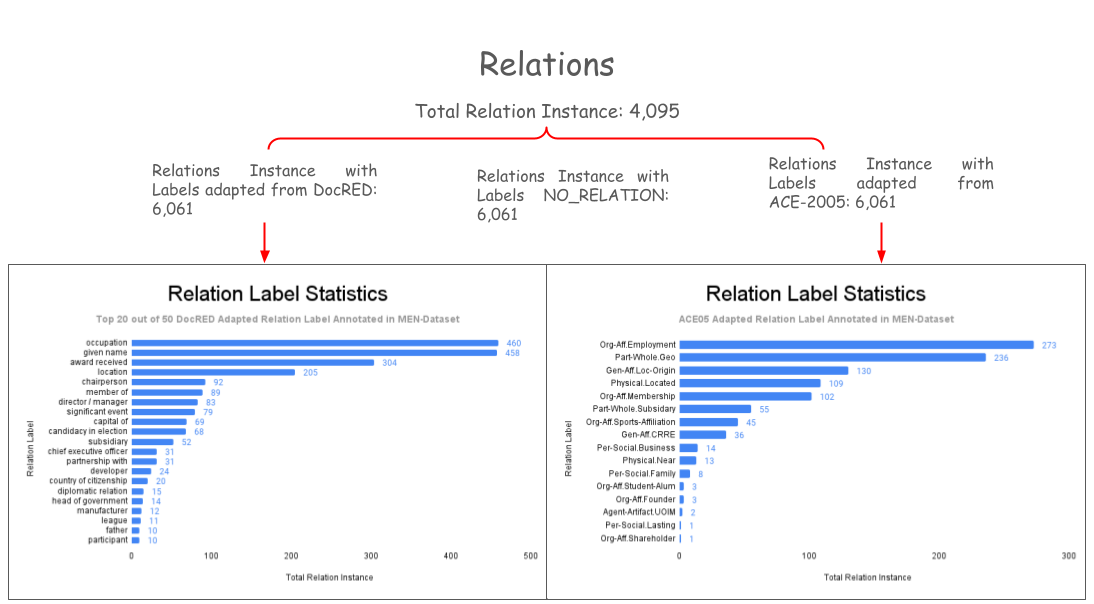 Relations
Total Relation Instance: 4,095
Relations Instance with
Labels adapted from DocRED:
6,061
Relations Instance with
Labels NO_RELATION:
6,061
Relations Instance with
Labels adapted from
ACE-2005: 6,061
Relation Label Statistics
Top 20 out of 50 DocRED Adapted Relation Label Annotated in MEN-Dataset
Relation Label
occupation 460
given name 458
award received 304
location 205
chairperson 92
member of 89
director / manager 83
significant event 79
capital of 69
candidacy in election 68
subsidiary 52
chief executive officer 31
partnership with 31
developer 24
country of citizenship 20
diplomatic relation 15
head of government 14
manufacturer 12
league 11
father 10
participant 10
0 100 200 300 400 500
Total Relation Instance
Relation Label Statistics
ACE05 Adapted Relation Label Annotated in MEN-Dataset
Relation Label
Org-Aff.Employment 273
Part-Whole.Geo 236
Gen-Aff.Loc-Origin 130
Physical.Located 109
Org-Aff.Membership 102
Part-Whole.Subsidary 55
Org-Aff.Sports-Affiliation 45
Gen-Aff.CRRE 36
Per-Social.Business 14
Physical.Near 13
Per-Social.Family 8
Org-Aff.Student-Alum 3
Org-Aff.Founder 3
Agent-Artifact.UOIM 2
Per-Social.Lasting 1
Org-Aff.Shareholder 1
0 100 200 300
Total Relation Instance